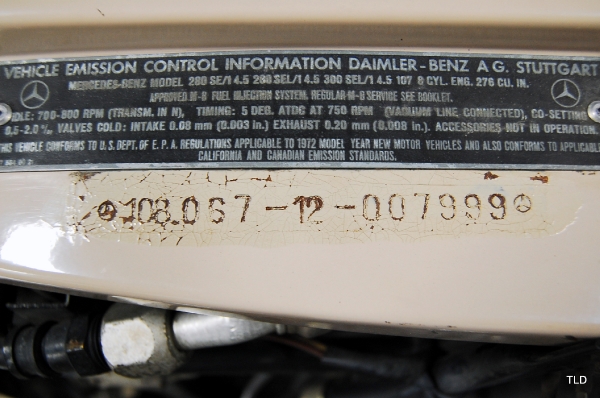 VEHICLE EMISSION CONTROL INFORMATION DAIMLER-BENZ A G. STUTTGART
MERCEDES-BENZ MODEL 280 SE/1 4.5 280 SEL/1 4.5 300 SEL/1 4.5 107 8 CYL. ENG. 276 CU. IN.
APPROVED M-B FUEL INJECTION SYSTEM. REGULAR M-B SERVICE SEE BOOKLET.
IDLE: 700-800 RPM (TRANSM. IN N), TIMING: 5 DEG. ATDC AT 750 RPM (VACUUM LINE CONNECTED), CO-SETTING
0.5-2.0%, VALVES COLD: INTAKE 0.08 mm (0.003 in.) EXHAUST 0.20 mm (0.008 in.) ACCESSORIES-NOT IN OPERATION.
THIS VEHICLE CONFORMS TO U.S. DEPT. OF E. P. A. REGULATIONS APPLICABLE TO 1972 MODEL YEAR NEW MOTOR VEHICLES AND ALSO CONFORMS TO APPLICABLE
CALIFORNIA AND CANADIAN EMISSION STANDARDS.
108.067-12-007999
TLD